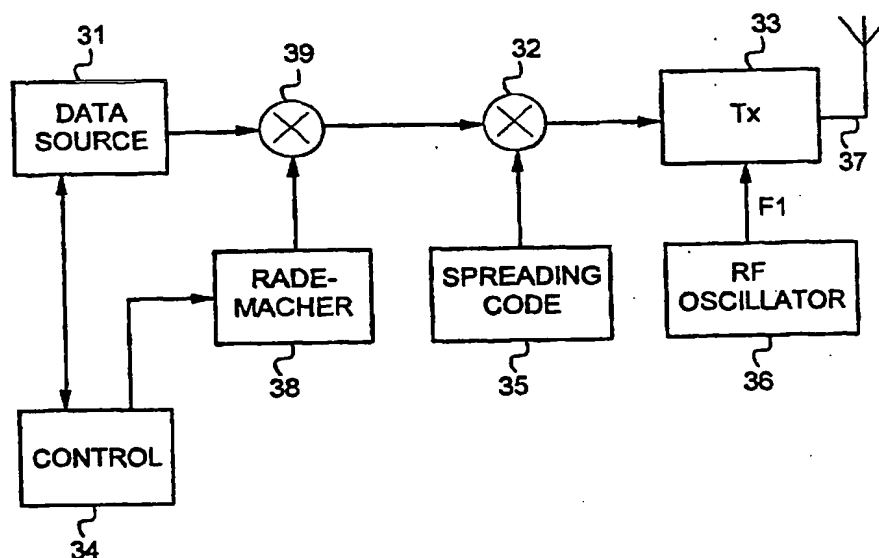 31
39
32
33
DATA
SOURCE
Tx
37
F1
RADE-
MACHER
SPREADING
CODE
RF
OSCILLATOR
38
35
36
CONTROL
34